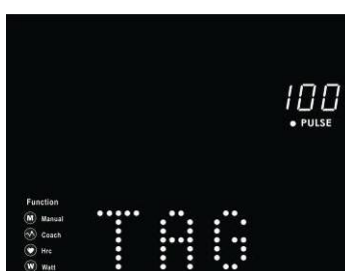 100
PULSE
Function
M Manual
Coach
Hrc
W Watt
TAG